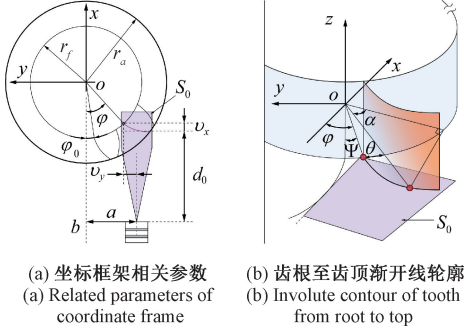 x
r_f
r_a
y
o
S_0
φ
υ_x
φ_0
υ_y
d_0
a
b
z
x
y
o
α
φ
Ψ
θ
S_0
(a) 坐标框架相关参数
(a) Related parameters of
coordinate frame
(b) 齿根至齿顶渐开线轮廓
(b) Involute contour of tooth
from root to top